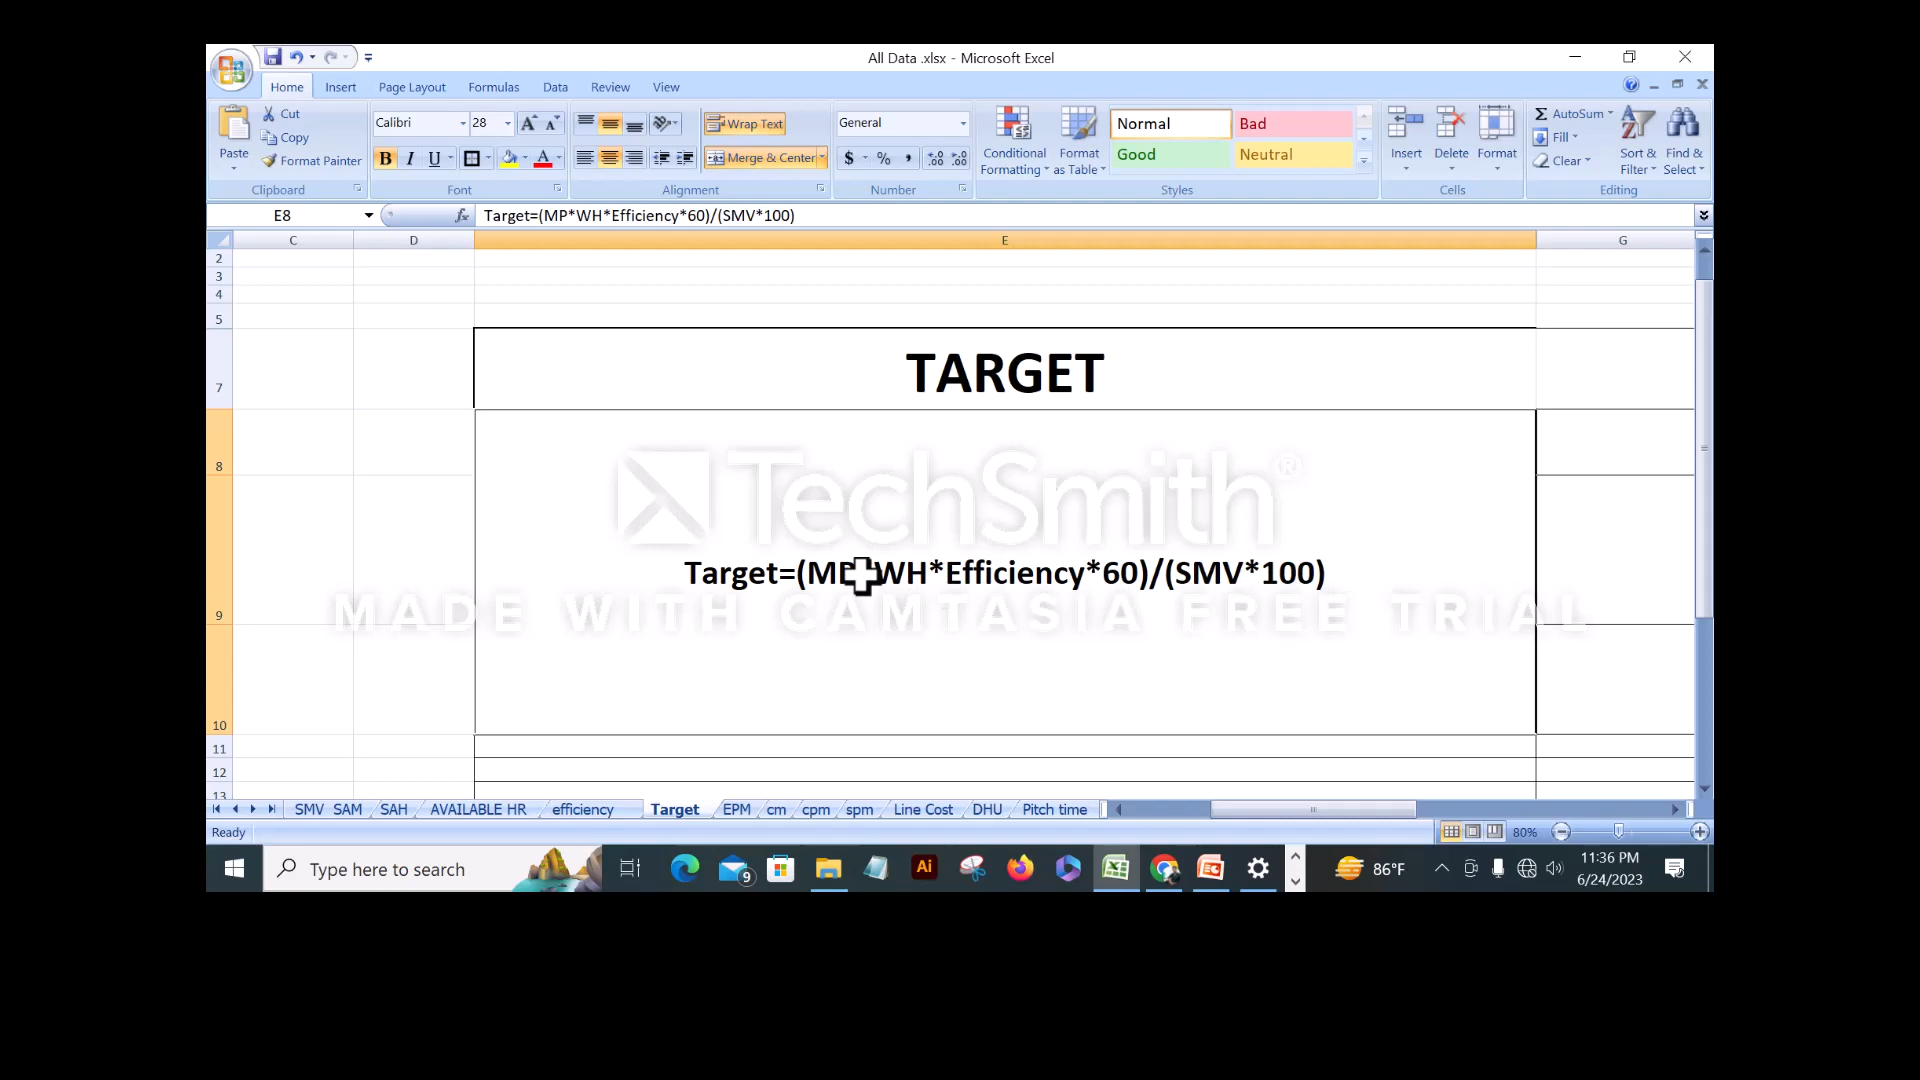 All Data .xlsx - Microsoft Excel
Home Insert Page Layout Formulas Data Review View
Paste
Cut
Copy
Format Painter
Clipboard
Calibri 28
B I U
Font
Wrap Text
Merge & Center
Alignment
General
$ %
Number
Conditional Formatting
Format as Table
Normal Bad
Good Neutral
Styles
Insert Delete Format
Cells
AutoSum
Fill
Clear
Sort & Filter
Find & Select
Editing
E8 fx Target=(MP*WH*Efficiency*60)/(SMV*100)
C D E G
2
3
4
5
7 TARGET
8
TechSmith®
Target=(MP*WH*Efficiency*60)/(SMV*100)
MADE WITH CAMTASIA FREE TRIAL
9
10
11
12
13
SMV SAM SAH AVAILABLE HR efficiency Target EPM cm cpm spm Line Cost DHU Pitch time
Ready 80%
Type here to search 9 Ai 86°F 11:36 PM
6/24/2023